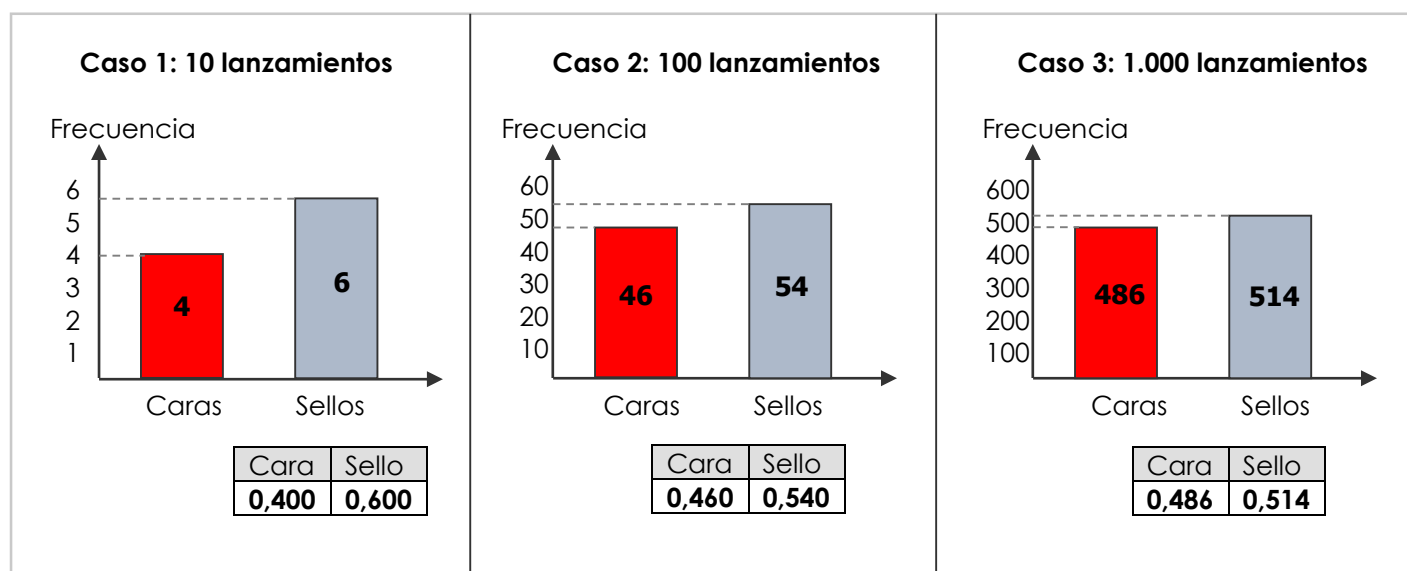 Caso 1: 10 lanzamientos
Frecuencia
6
5
4
3
2
1
4
6
Caras Sellos
Cara Sello
0,400 0,600
Caso 2: 100 lanzamientos
Frecuencia
60
50
40
30
20
10
46
54
Caras Sellos
Cara Sello
0,460 0,540
Caso 3: 1.000 lanzamientos
Frecuencia
600
500
400
300
200
100
486
514
Caras Sellos
Cara Sello
0,486 0,514